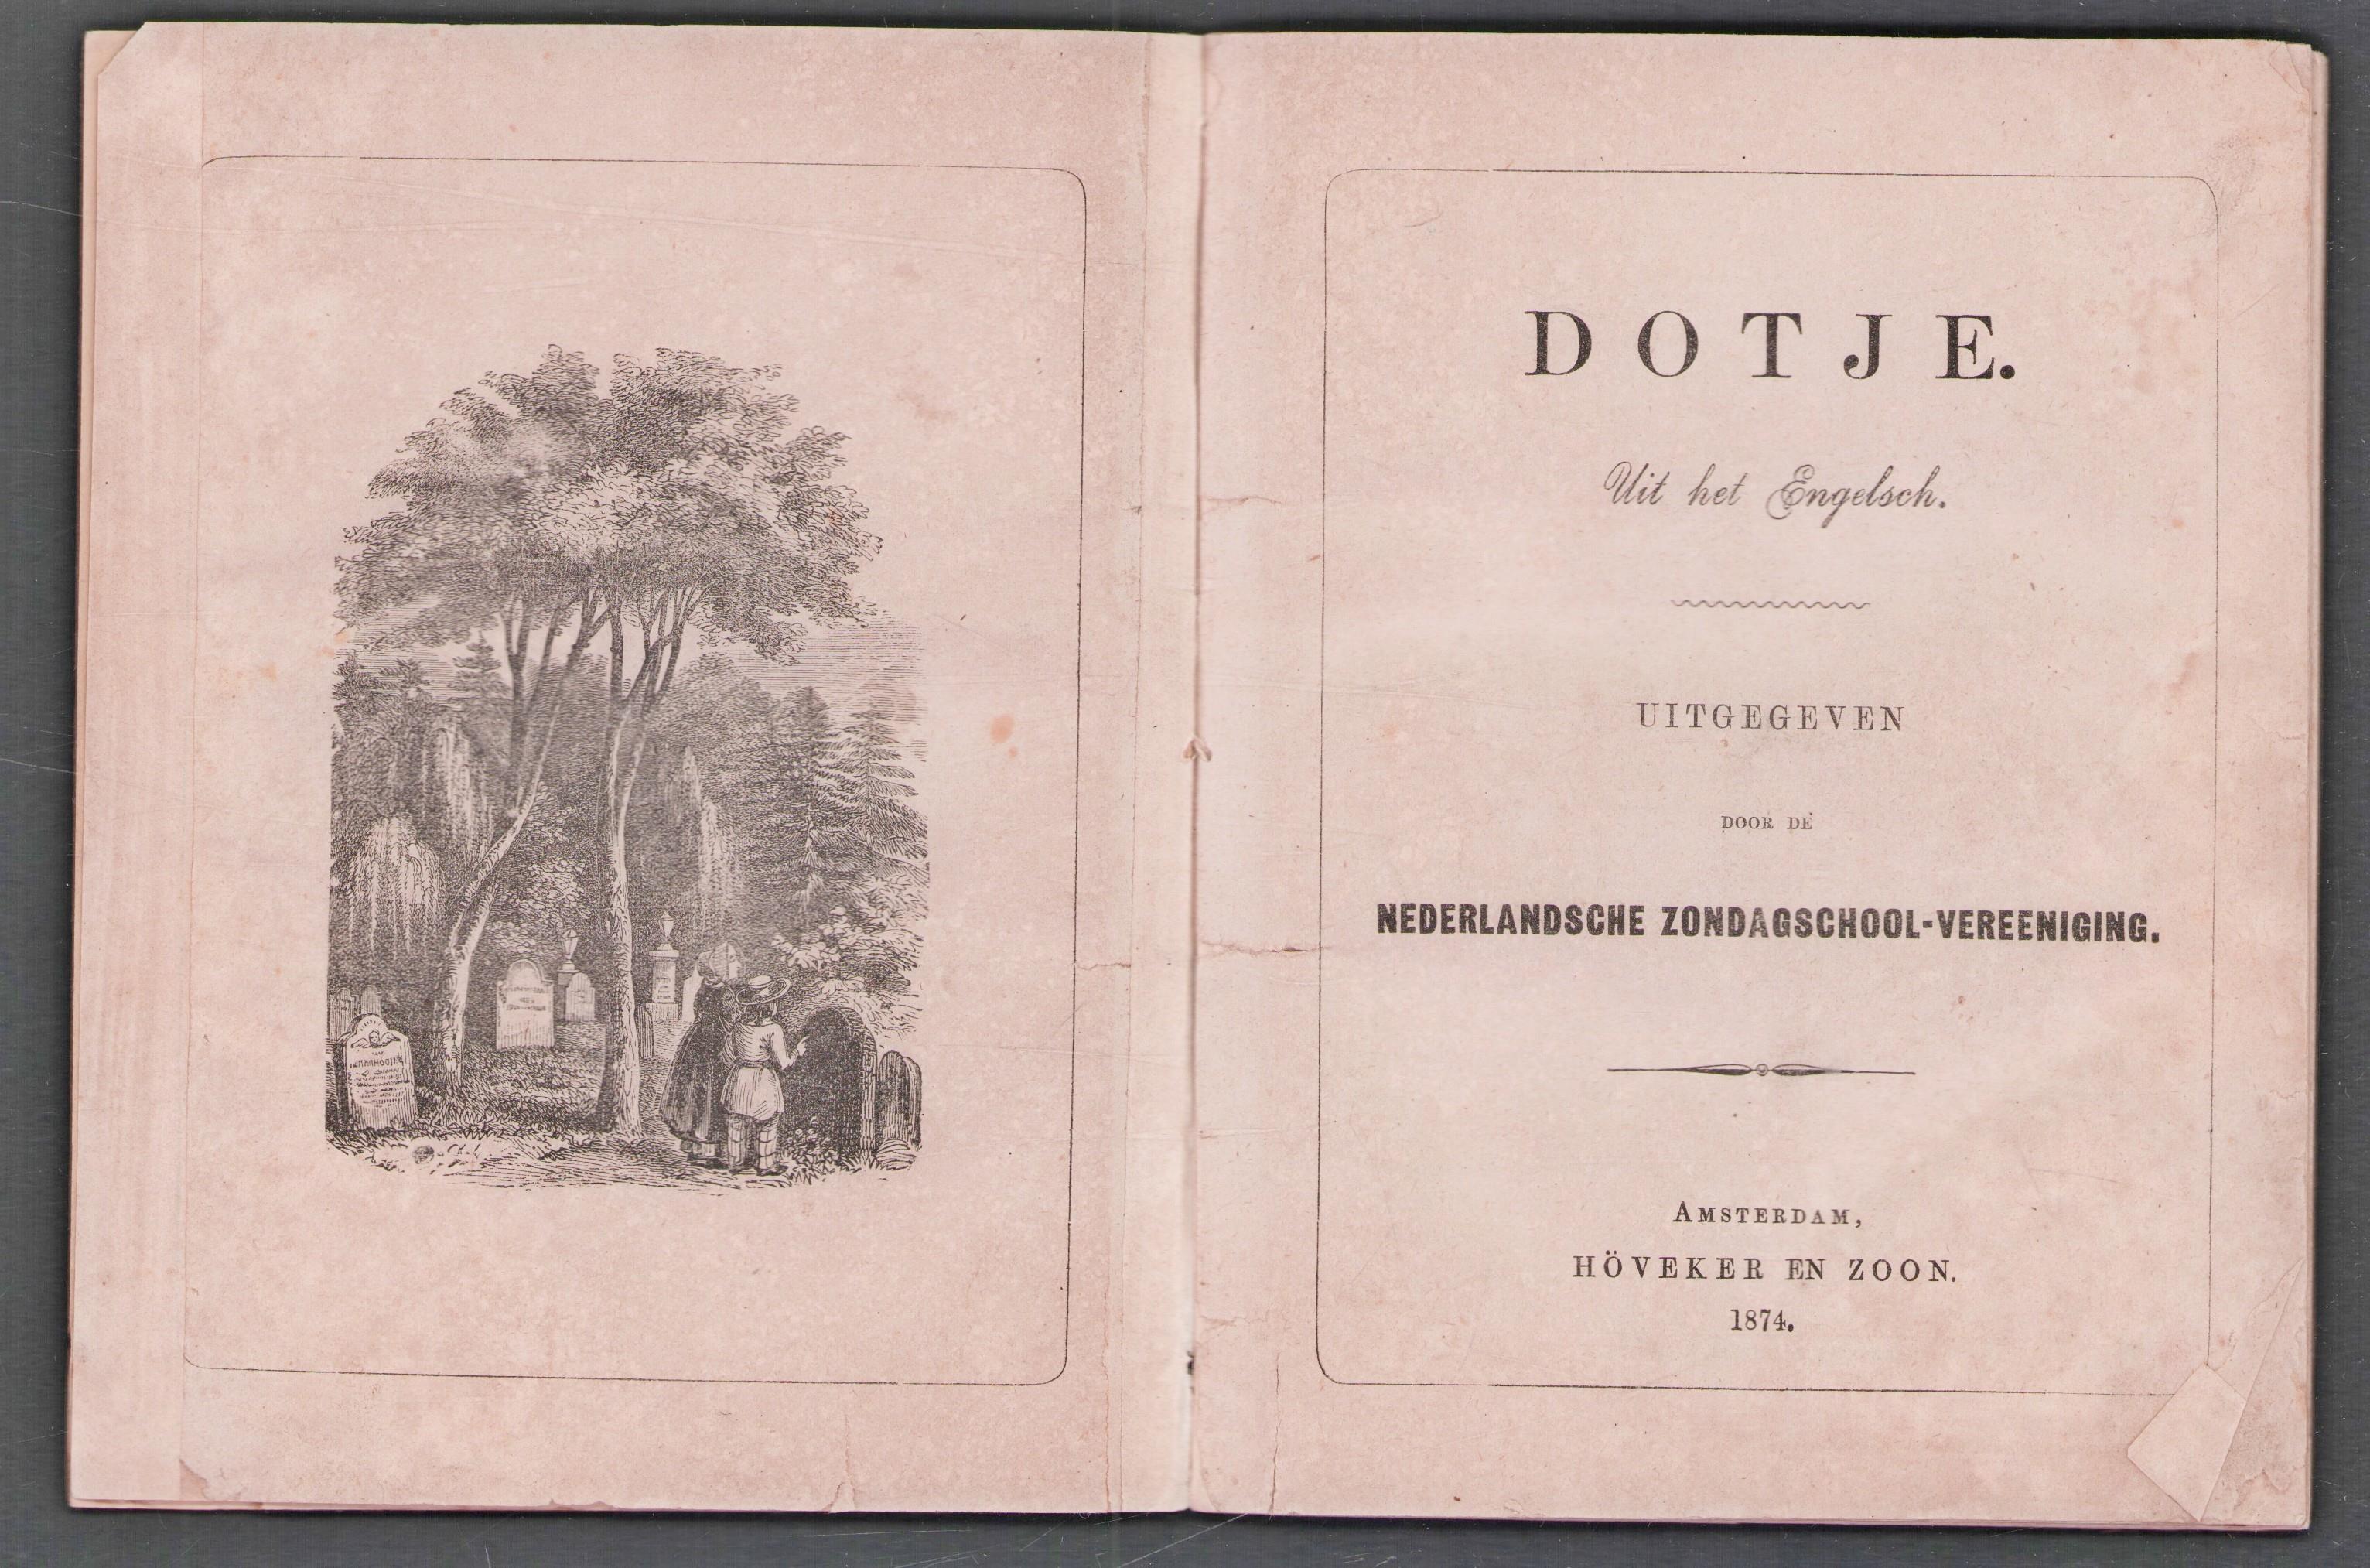 DOTJE.
Uit het Engelsch.
UITGEGEVEN
DOOR DE
NEDERLANDSCHE ZONDAGSCHOOL-VEREENIGING.
AMSTERDAM,
HÖVEKER EN ZOON.
1874.